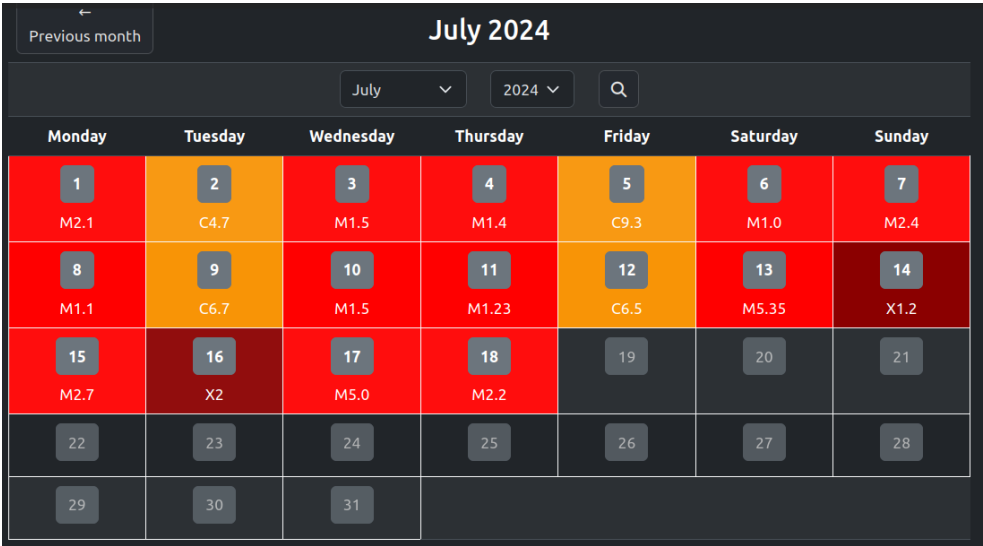 ←
Previous month
July 2024
July 2024
Monday Tuesday Wednesday Thursday Friday Saturday Sunday
1 2 3 4 5 6 7
M2.1 C4.7 M1.5 M1.4 C9.3 M1.0 M2.4
8 9 10 11 12 13 14
M1.1 C6.7 M1.5 M1.23 C6.5 M5.35 X1.2
15 16 17 18 19 20 21
M2.7 X2 M5.0 M2.2
22 23 24 25 26 27 28
29 30 31